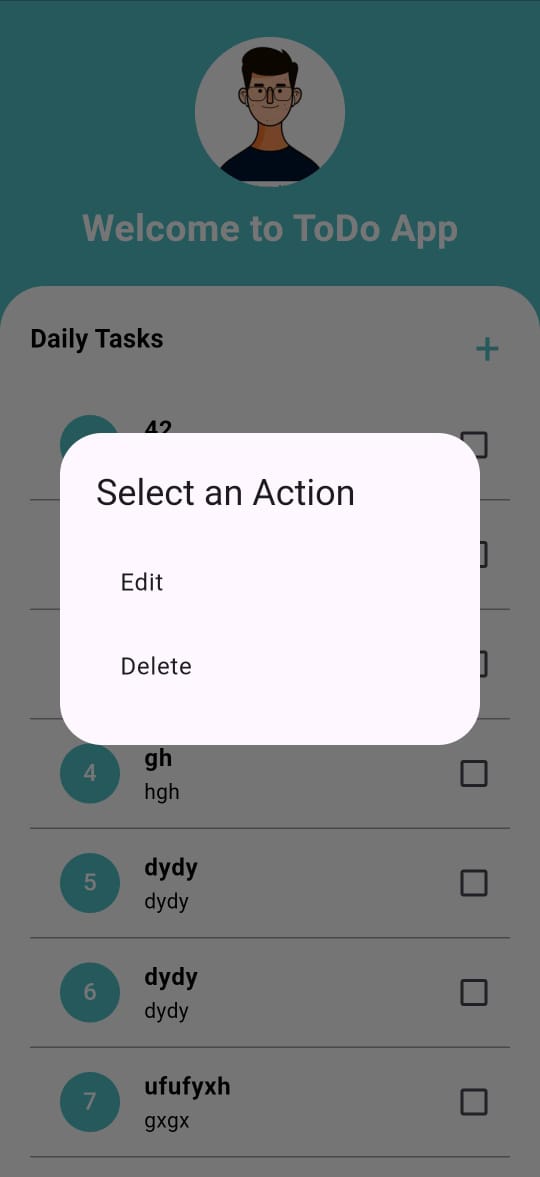 Welcome to ToDo App
Daily Tasks
+
42
Select an Action
Edit
Delete
4
gh
hgh
5
dydy
dydy
6
dydy
dydy
7
ufufyxh
gxgx